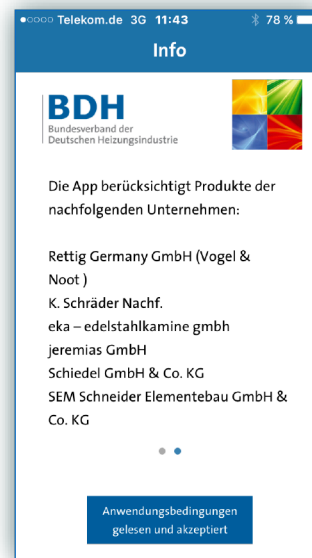 Telekom.de 3G 11:43 78 %
Info
BDH
Bundesverband der
Deutschen Heizungsindustrie
Die App berücksichtigt Produkte der
nachfolgenden Unternehmen:
Rettig Germany GmbH (Vogel &
Noot )
K. Schräder Nachf.
eka – edelstahlkamine gmbh
jeremias GmbH
Schiedel GmbH & Co. KG
SEM Schneider Elementebau GmbH &
Co. KG
Anwendungsbedingungen
gelesen und akzeptiert